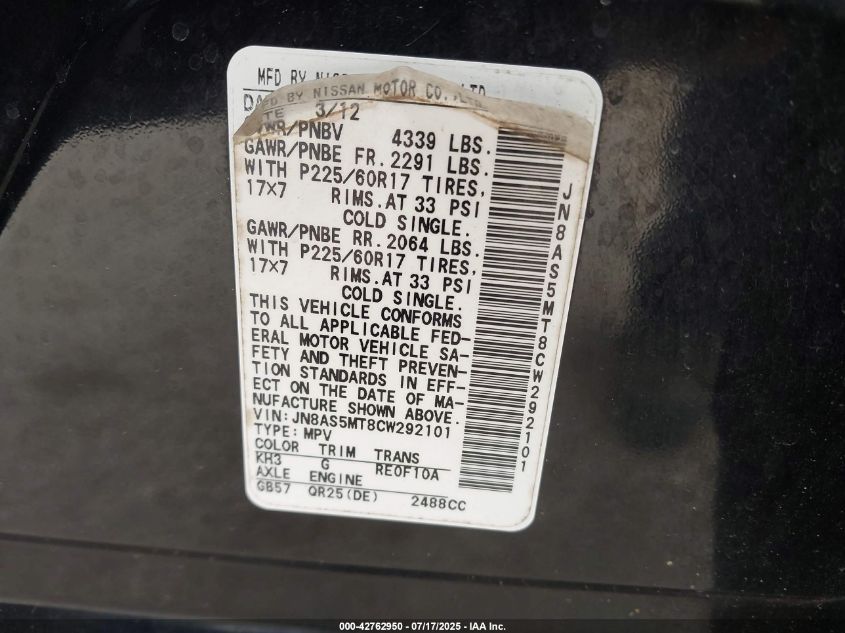 MFD BY NISSAN MOTOR CO.,LTD.
DATE 3/12
GVWR/PNBV 4339 LBS.
GAWR/PNBE FR.2291 LBS.
WITH P225/60R17 TIRES,
17X7 RIMS.AT 33 PSI
COLD SINGLE.
GAWR/PNBE RR.2064 LBS.
WITH P225/60R17 TIRES,
17X7 RIMS.AT 33 PSI
COLD SINGLE.
THIS VEHICLE CONFORMS
TO ALL APPLICABLE FED-
ERAL MOTOR VEHICLE SA-
FETY AND THEFT PREVEN-
TION STANDARDS IN EFF-
ECT ON THE DATE OF MA-
NUFACTURE SHOWN ABOVE.
VIN:JN8AS5MT8CW292101
TYPE:MPV
COLOR TRIM TRANS
KH3 G RE0F10A
AXLE ENGINE
GB57 QR25(DE) 2488CC
JN8AS5MT8CW292101
000-42762950 - 07/17/2025 - IAA Inc.